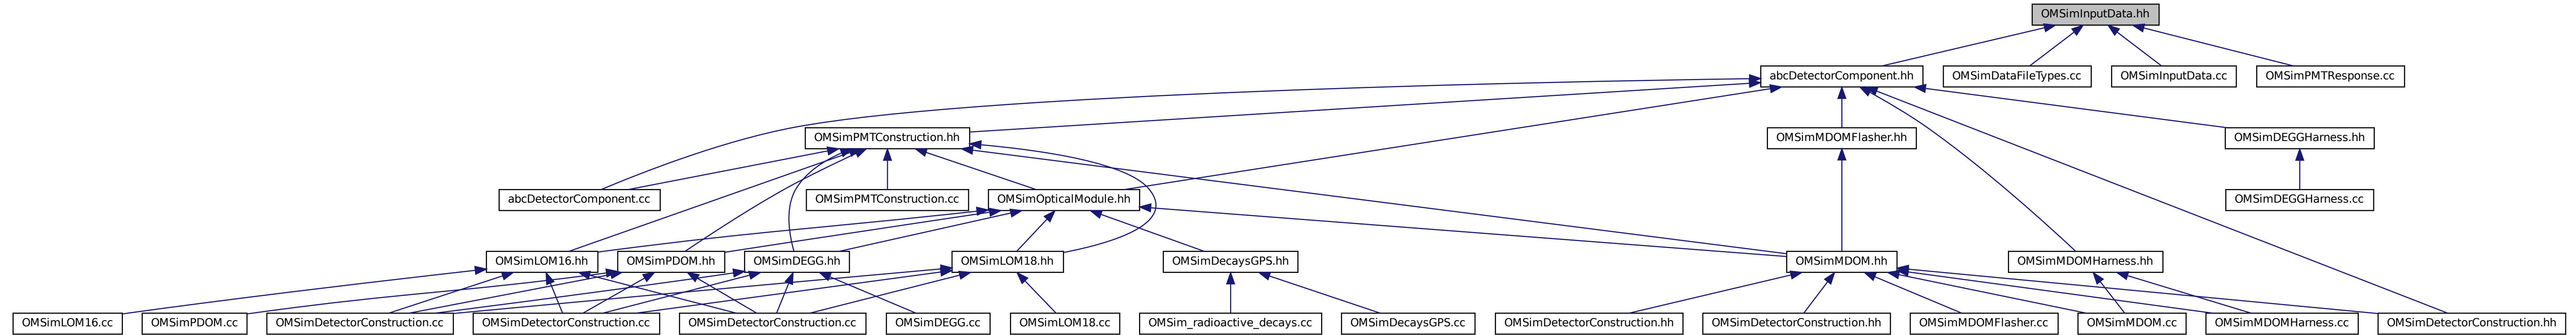 OMSimInputData.hh
abcDetectorComponent.hh
OMSimDataFileTypes.cc
OMSimInputData.cc
OMSimPMTResponse.cc
OMSimPMTConstruction.hh
OMSimMDOMFlasher.hh
OMSimDEGGHarness.hh
abcDetectorComponent.cc
OMSimPMTConstruction.cc
OMSimOpticalModule.hh
OMSimDEGGHarness.cc
OMSimLOM16.hh
OMSimPDOM.hh
OMSimDEGG.hh
OMSimLOM18.hh
OMSimDecaysGPS.hh
OMSimMDOM.hh
OMSimMDOMHarness.hh
OMSimLOM16.cc
OMSimPDOM.cc
OMSimDetectorConstruction.cc
OMSimDetectorConstruction.cc
OMSimDetectorConstruction.cc
OMSimDEGG.cc
OMSimLOM18.cc
OMSim_radioactive_decays.cc
OMSimDecaysGPS.cc
OMSimDetectorConstruction.hh
OMSimDetectorConstruction.hh
OMSimMDOMFlasher.cc
OMSimMDOM.cc
OMSimMDOMHarness.cc
OMSimDetectorConstruction.hh